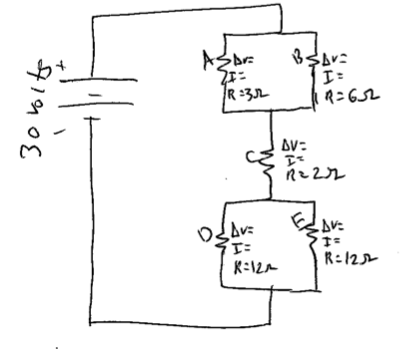 30 volts
+
-
A
ΔV=
I=
R=3Ω
B
ΔV=
I=
R=6Ω
C
ΔV=
I=
R=2Ω
D
ΔV=
I=
R=12Ω
E
ΔV=
I=
R=12Ω